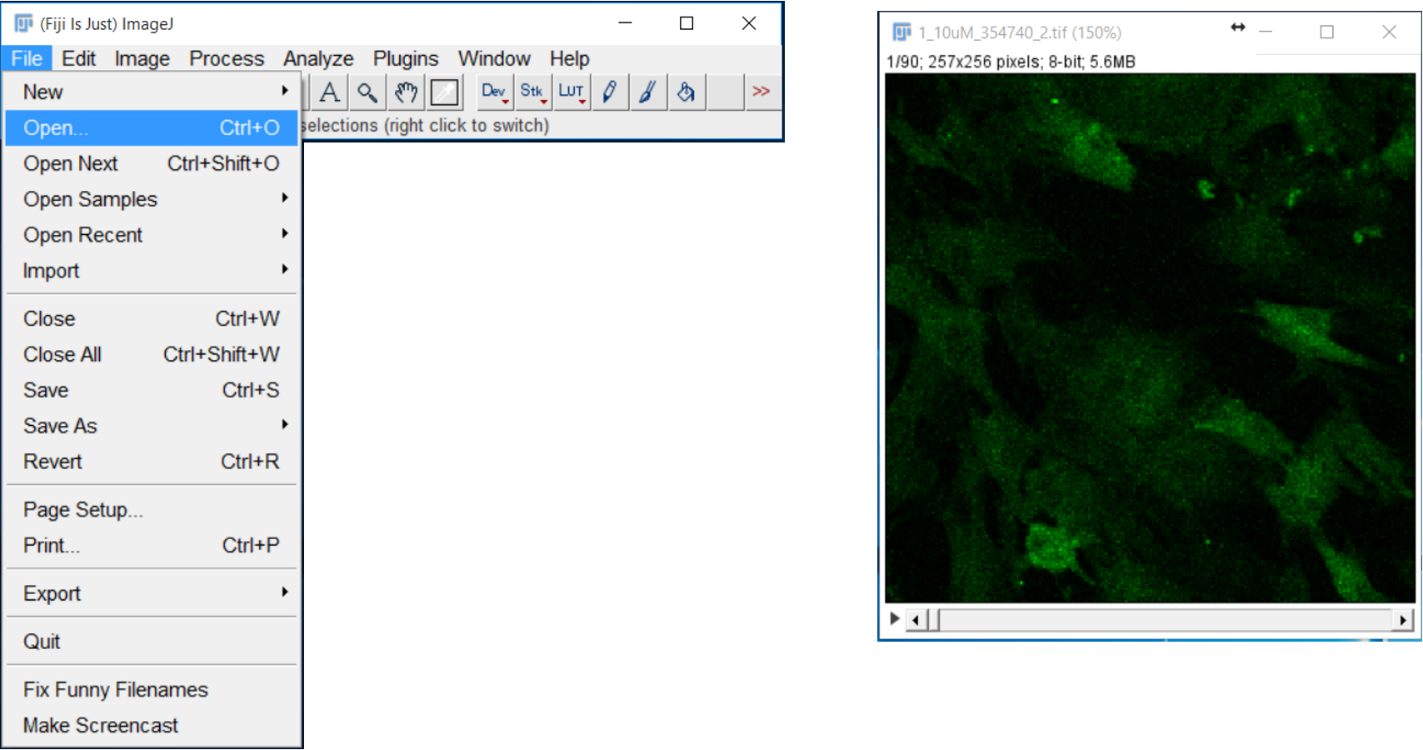 (Fiji Is Just) ImageJ
File Edit Image Process Analyze Plugins Window Help
A Dev Stk LUT >>
selections (right click to switch)
New
Open... Ctrl+O
Open Next Ctrl+Shift+O
Open Samples
Open Recent
Import
Close Ctrl+W
Close All Ctrl+Shift+W
Save Ctrl+S
Save As
Revert Ctrl+R
Page Setup...
Print... Ctrl+P
Export
Quit
Fix Funny Filenames
Make Screencast
1_10uM_354740_2.tif (150%)
1/90; 257x256 pixels; 8-bit; 5.6MB